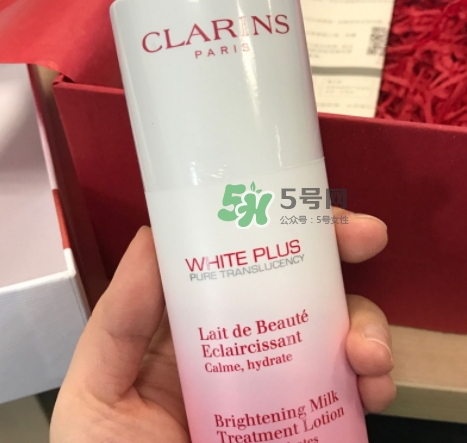 CLARINS
PARIS
5号网
公众号：5号女性
WHITE PLUS
PURE TRANSLUCENCY
Lait de Beauté
Eclaircissant
Calme, hydrate
Brightening Milk
Treatment Lotion